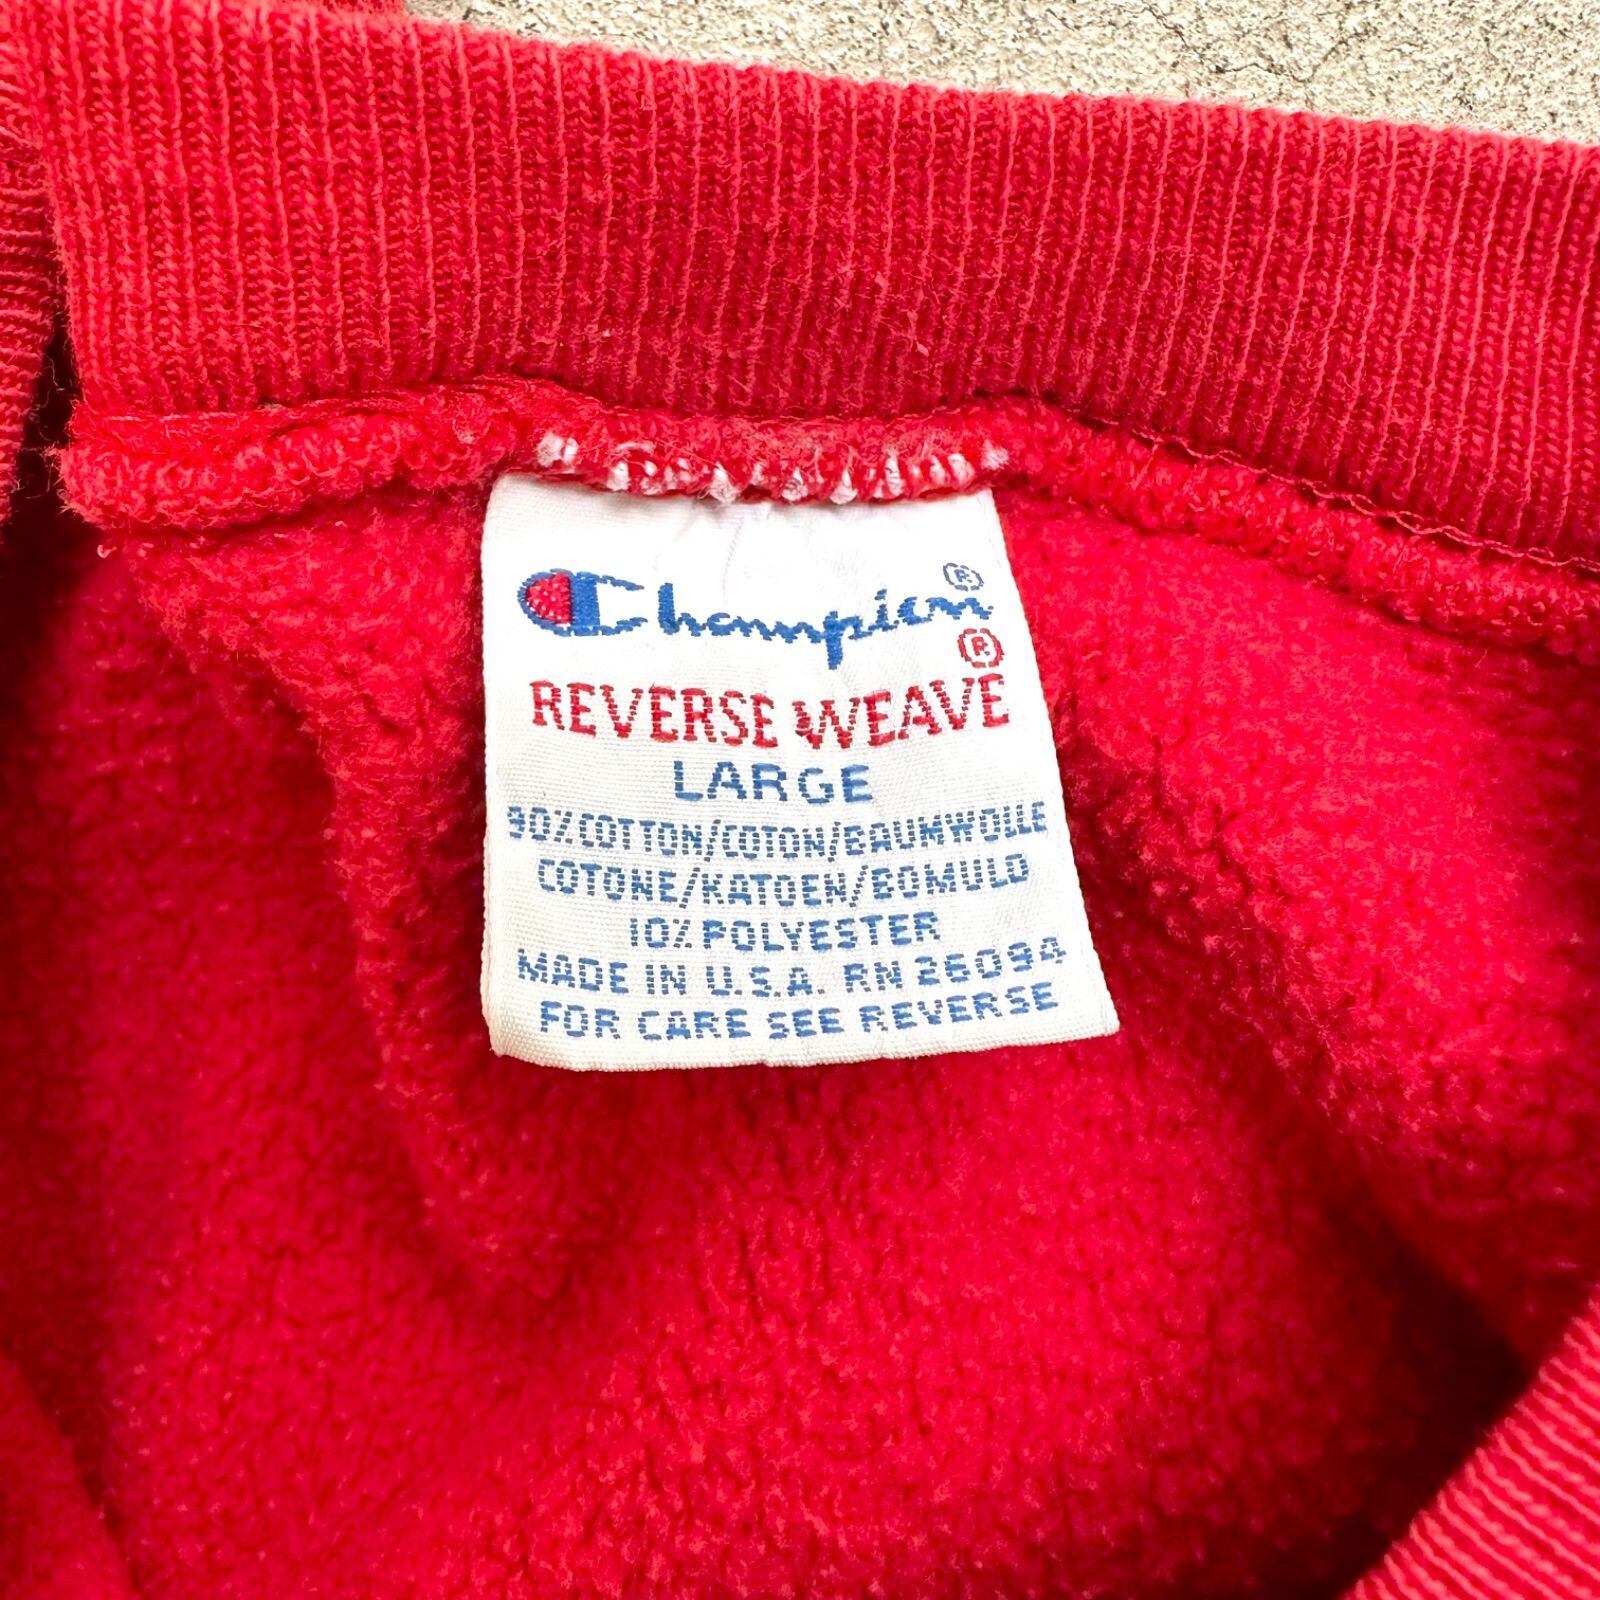 Champion®
®
REVERSE WEAVE
LARGE
90% COTTON/COTON/BAUMWOLLE
COTONE/KATOEN/BOMULD
10% POLYESTER
MADE IN U.S.A. RN 26094
FOR CARE SEE REVERSE